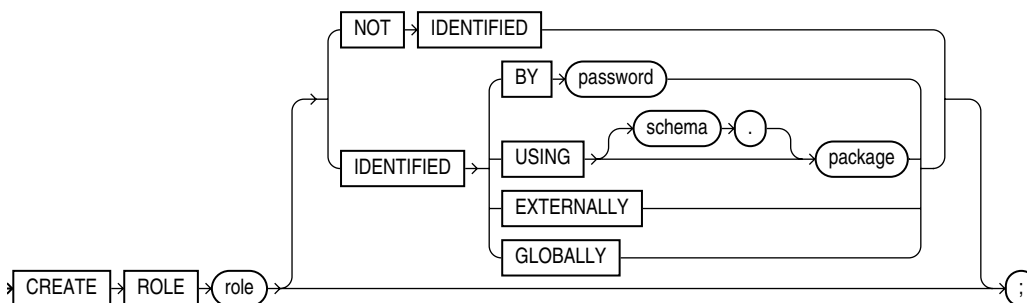 NOT IDENTIFIED
BY password
schema .
IDENTIFIED USING package
EXTERNALLY
GLOBALLY
CREATE ROLE role ;